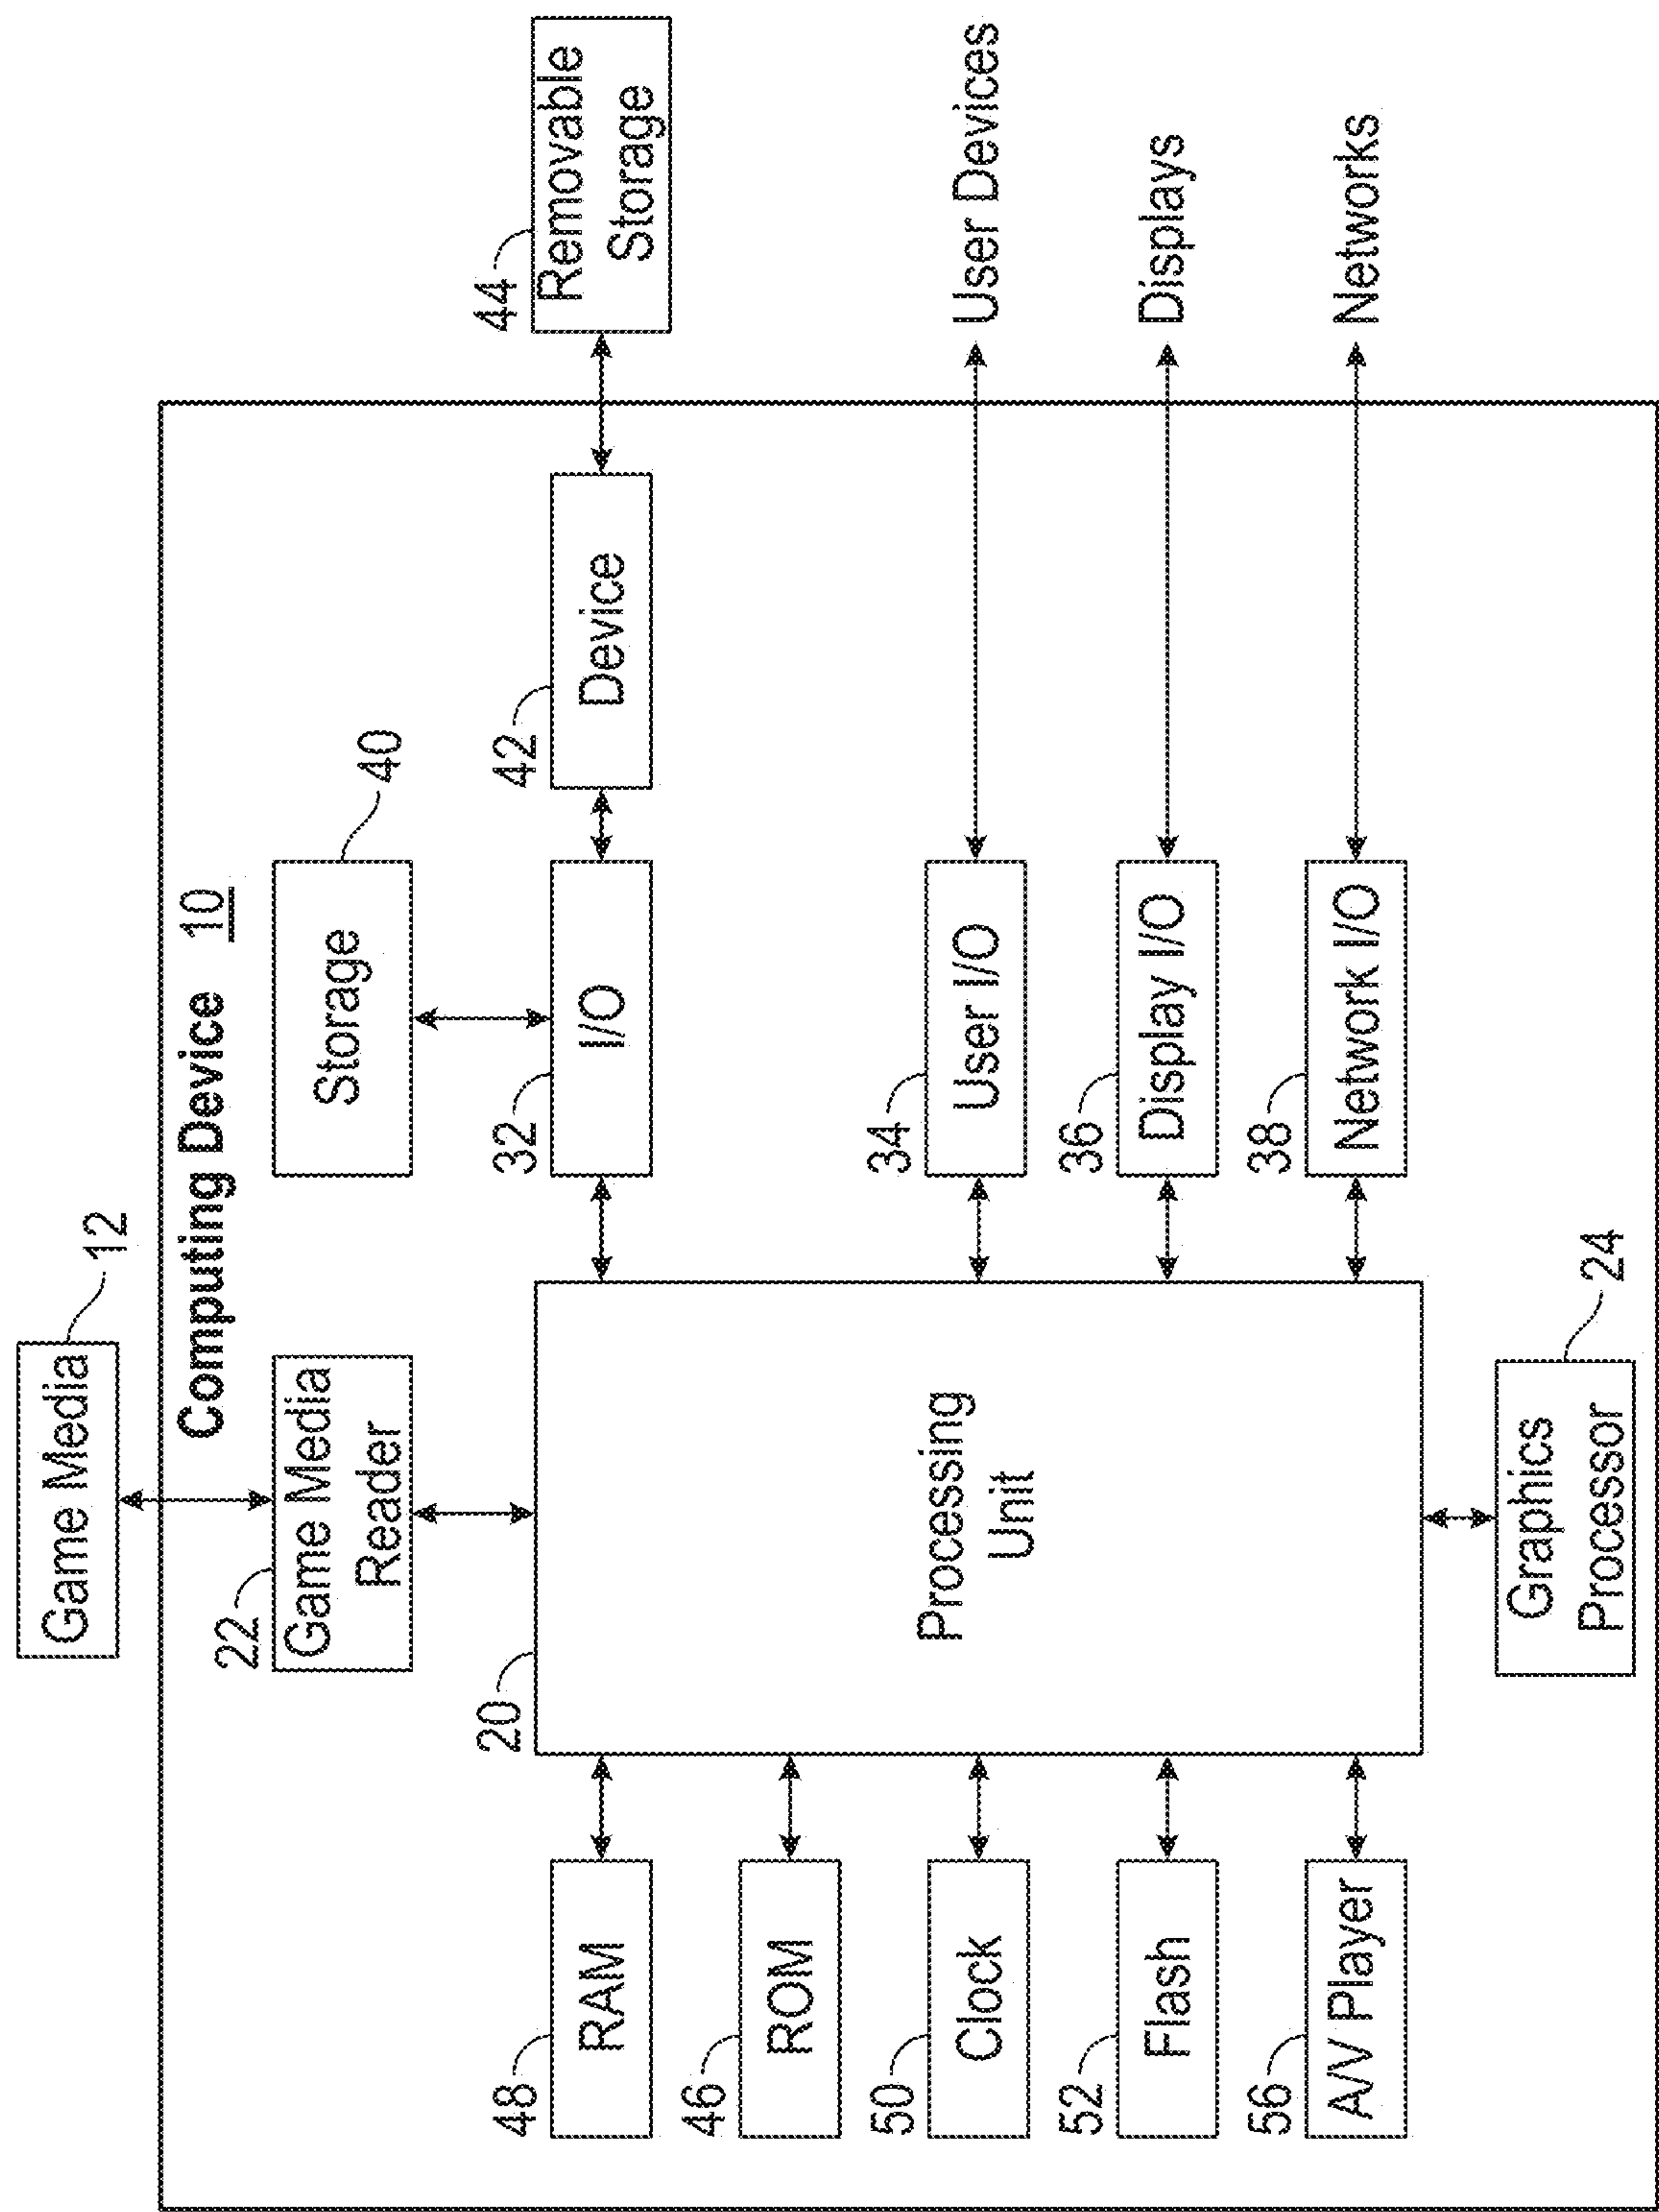 Game Media
12
Computing Device 10
22
Game Media
Reader
Storage
40
20
Processing
Unit
48
RAM
46
ROM
50
Clock
52
Flash
56
A/V Player
32
I/O
42
Device
44
Removable
Storage
34
User I/O
User Devices
36
Display I/O
Displays
38
Network I/O
Networks
Graphics
Processor
24